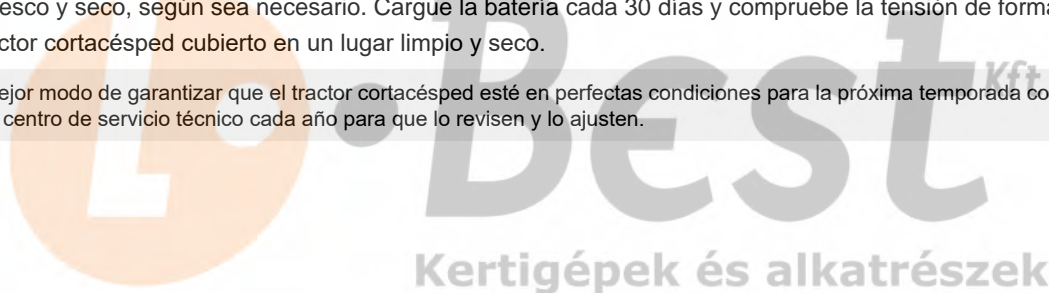 esco y seco, según sea necesario. Cargue la batería cada 30 días y compruebe la tensión de forma
ctor cortacésped cubierto en un lugar limpio y seco.
ejor modo de garantizar que el tractor cortacésped esté en perfectas condiciones para la próxima temporada co
centro de servicio técnico cada año para que lo revisen y lo ajusten.
L•Best Kft
Kertigépek és alkatrészek